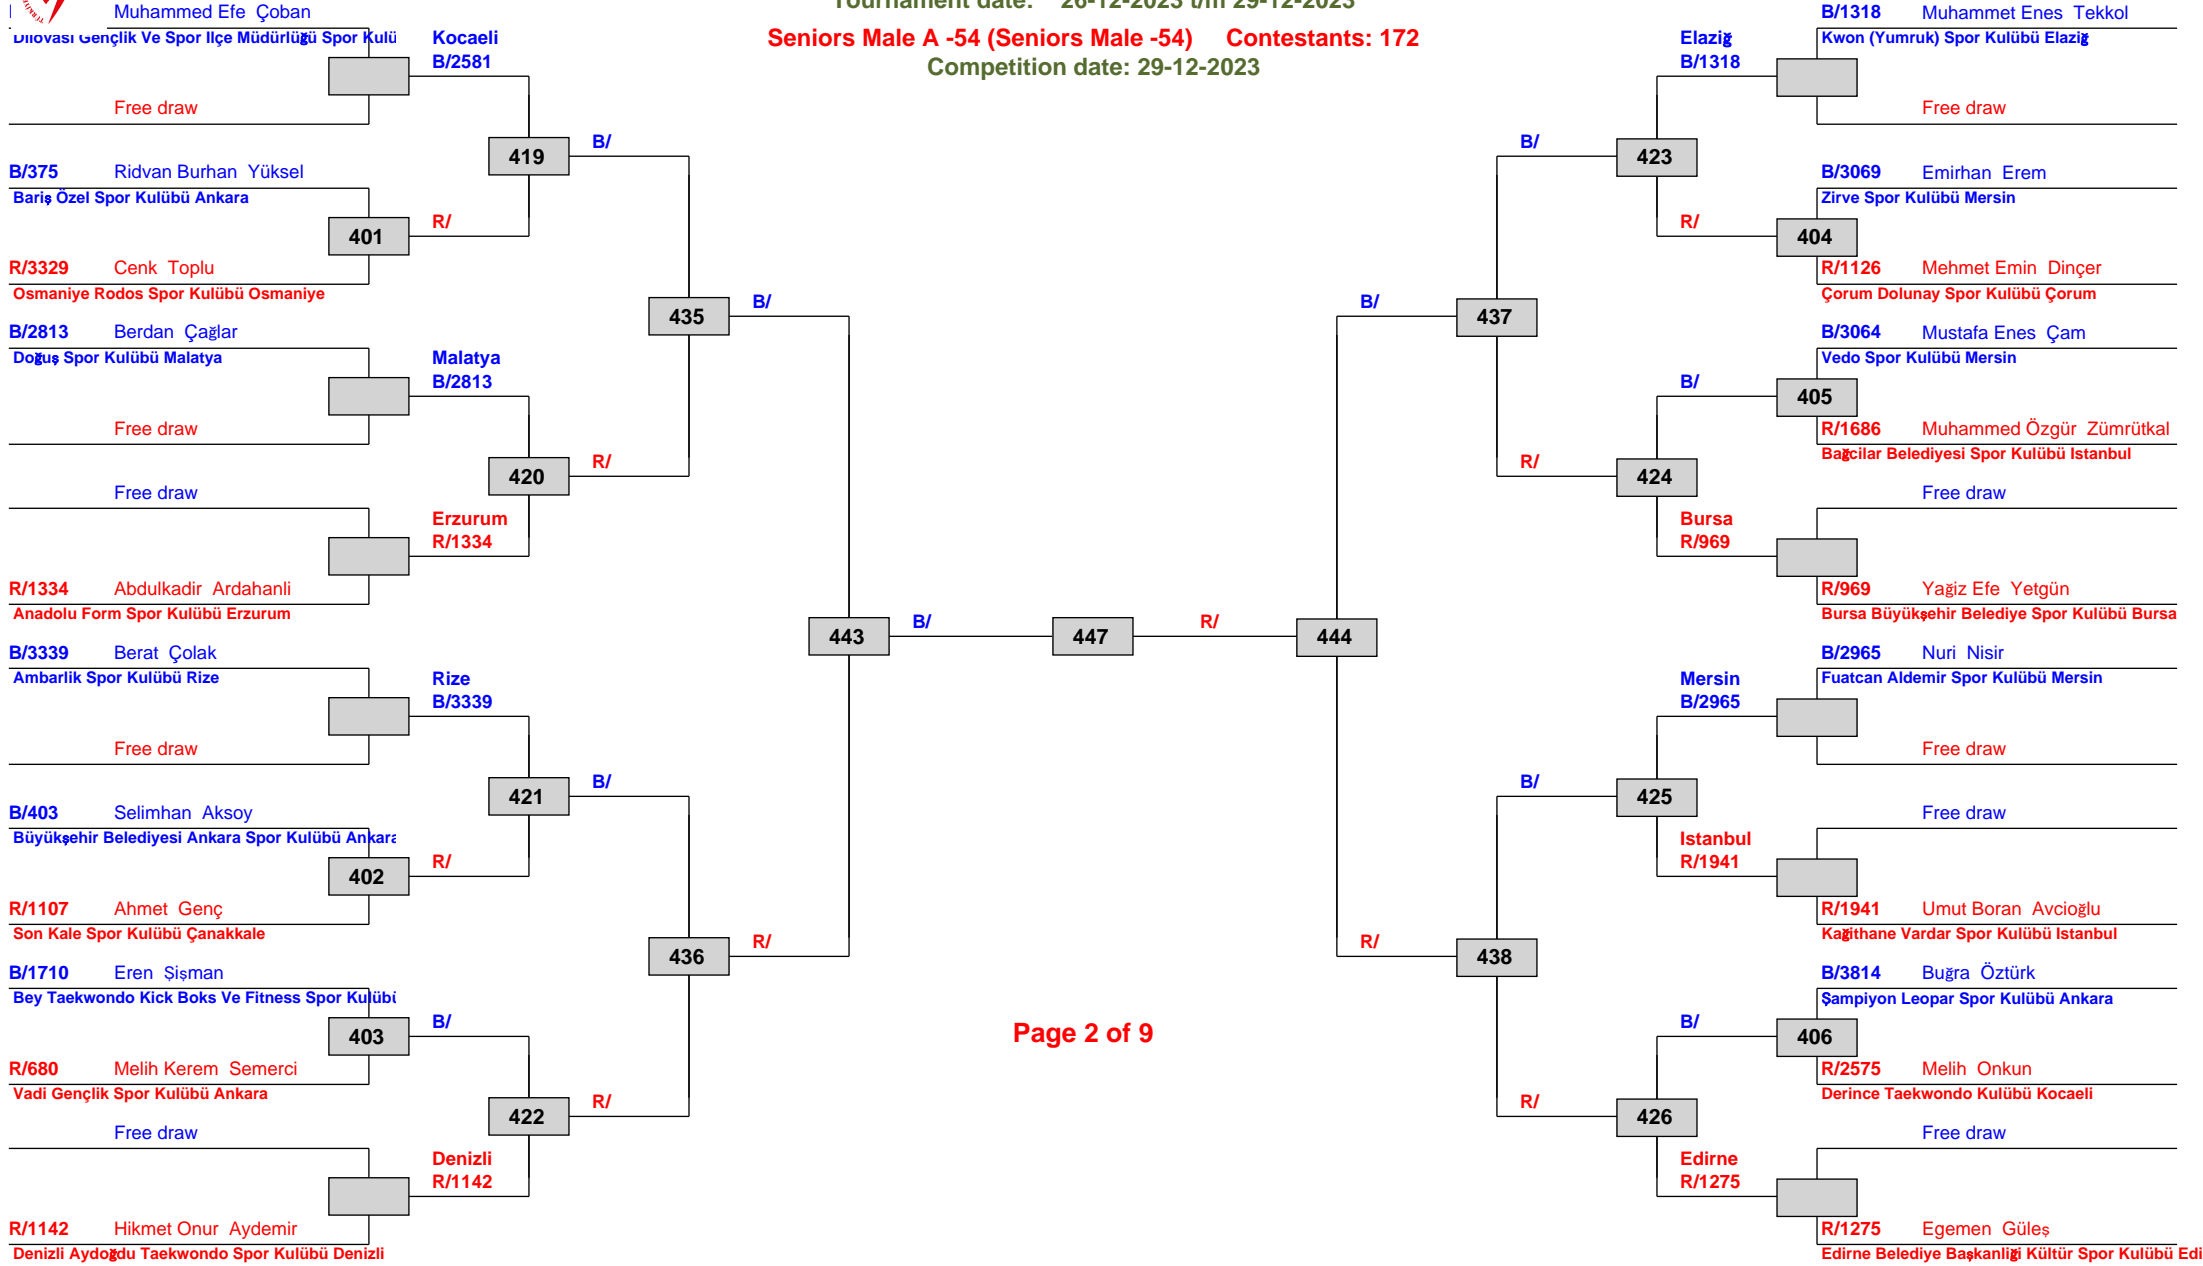 Tournament date: 26-12-2023 t/m 29-12-2023
Seniors Male A -54 (Seniors Male -54) Contestants: 172
Competition date: 29-12-2023
Muhammed Efe Çoban
Dilovasi Gençlik Ve Spor Ilçe Müdürlüğü Spor Kulü
Free draw
Kocaeli
B/2581
419
B/
B/375 Ridvan Burhan Yüksel
Bariş Özel Spor Kulübü Ankara
401
R/
R/3329 Cenk Toplu
Osmaniye Rodos Spor Kulübü Osmaniye
435
B/
B/2813 Berdan Çağlar
Doğuş Spor Kulübü Malatya
Malatya
B/2813
Free draw
420
R/
Free draw
Erzurum
R/1334
R/1334 Abdulkadir Ardahanli
Anadolu Form Spor Kulübü Erzurum
443
B/
447
R/
444
B/3339 Berat Çolak
Ambarlik Spor Kulübü Rize
Rize
B/3339
Free draw
421
B/
B/403 Selimhan Aksoy
Büyükşehir Belediyesi Ankara Spor Kulübü Ankara
402
R/
R/1107 Ahmet Genç
Son Kale Spor Kulübü Çanakkale
436
R/
B/1710 Eren Şişman
Bey Taekwondo Kick Boks Ve Fitness Spor Kulübü
403
B/
R/680 Melih Kerem Semerci
Vadi Gençlik Spor Kulübü Ankara
422
R/
Free draw
Denizli
R/1142
R/1142 Hikmet Onur Aydemir
Denizli Aydoğdu Taekwondo Spor Kulübü Denizli
Page 2 of 9
B/1318 Muhammet Enes Tekkol
Kwon (Yumruk) Spor Kulübü Elaziğ
Elaziğ
B/1318
Free draw
B/
423
B/3069 Emirhan Erem
Zirve Spor Kulübü Mersin
R/
404
R/1126 Mehmet Emin Dinçer
Çorum Dolunay Spor Kulübü Çorum
B/
437
B/3064 Mustafa Enes Çam
Vedo Spor Kulübü Mersin
B/
405
R/1686 Muhammed Özgür Zümrütkal
Bağcilar Belediyesi Spor Kulübü Istanbul
R/
424
Free draw
Bursa
R/969
R/969 Yağiz Efe Yetgün
Bursa Büyükşehir Belediye Spor Kulübü Bursa
B/2965 Nuri Nisir
Fuatcan Aldemir Spor Kulübü Mersin
Mersin
B/2965
Free draw
B/
425
Free draw
Istanbul
R/1941
R/1941 Umut Boran Avcioğlu
Kağithane Vardar Spor Kulübü Istanbul
R/
438
B/3814 Buğra Öztürk
Şampiyon Leopar Spor Kulübü Ankara
B/
406
R/2575 Melih Onkun
Derince Taekwondo Kulübü Kocaeli
R/
426
Free draw
Edirne
R/1275
R/1275 Egemen Güleş
Edirne Belediye Başkanliği Kültür Spor Kulübü Edi